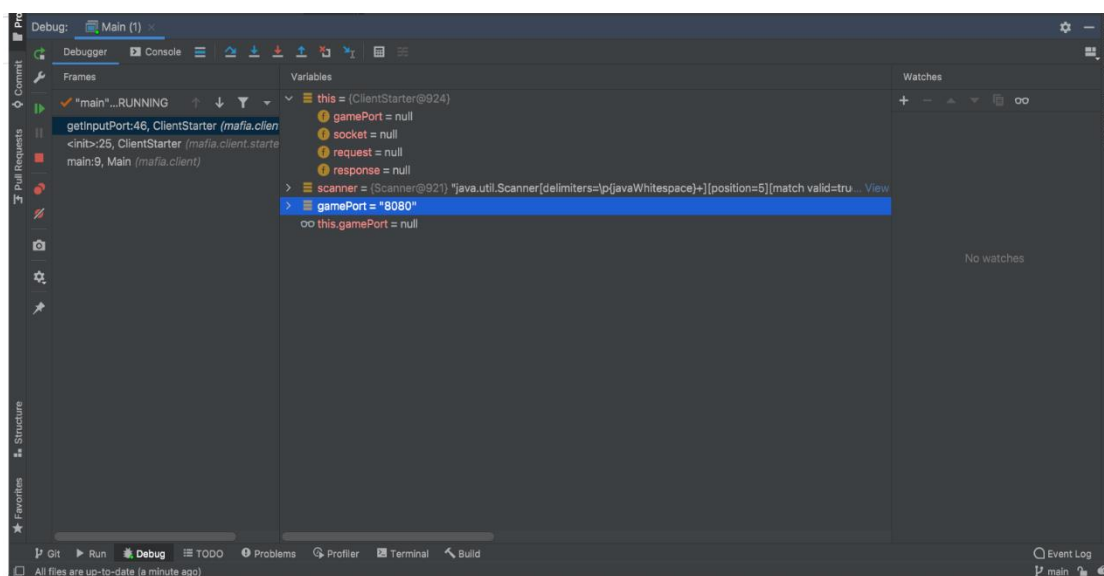 Pro
Debug: Main (1) ×
Debugger
Console
Commit
Frames
Variables
Watches
"main"...RUNNING
getInputPort:46, ClientStarter (mafia.clien
<init>:25, ClientStarter (mafia.client.starte
main:9, Main (mafia.client)
this = {ClientStarter@924}
gamePort = null
socket = null
request = null
response = null
scanner = {Scanner@921} "java.util.Scanner[delimiters=\p{javaWhitespace}+][position=5][match valid=tru... View
gamePort = "8080"
this.gamePort = null
No watches
Pull Requests
Structure
Favorites
Git Run Debug TODO Problems Profiler Terminal Build
Event Log
All files are up-to-date (a minute ago)
main